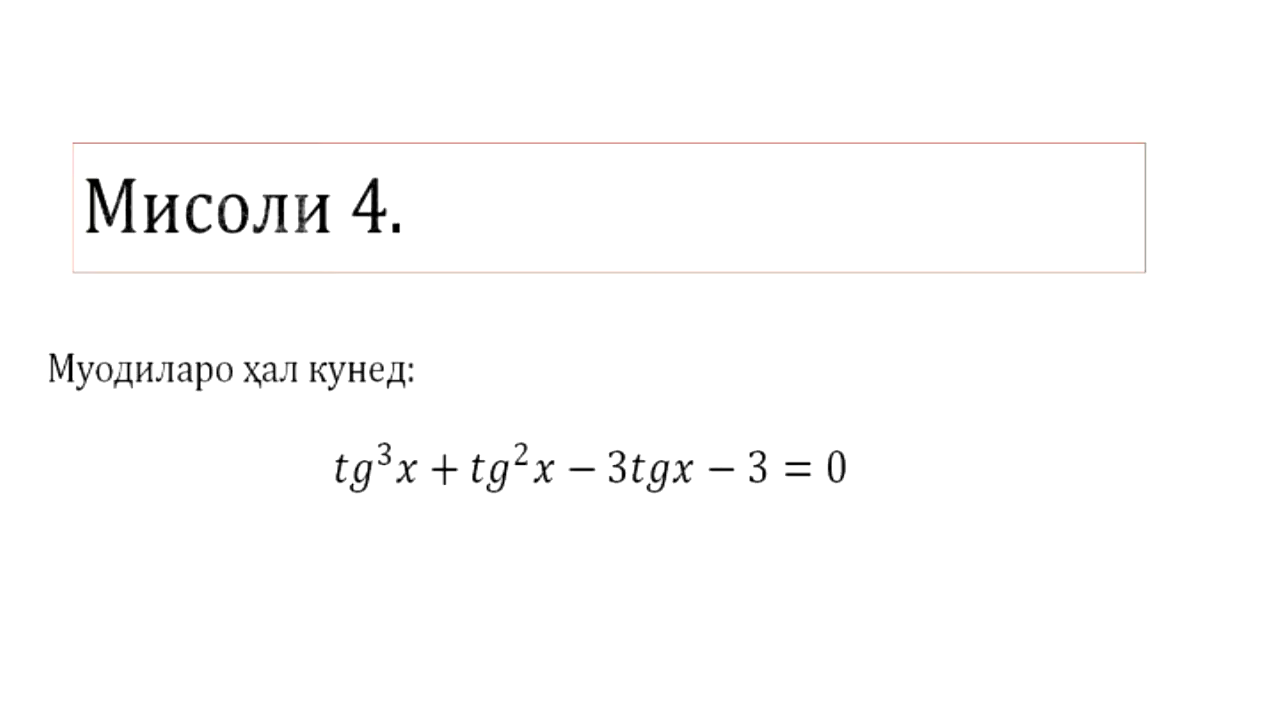 Мисоли 4.
Муодиларо ҳал кунед:
tg³x + tg²x − 3tgx − 3 = 0